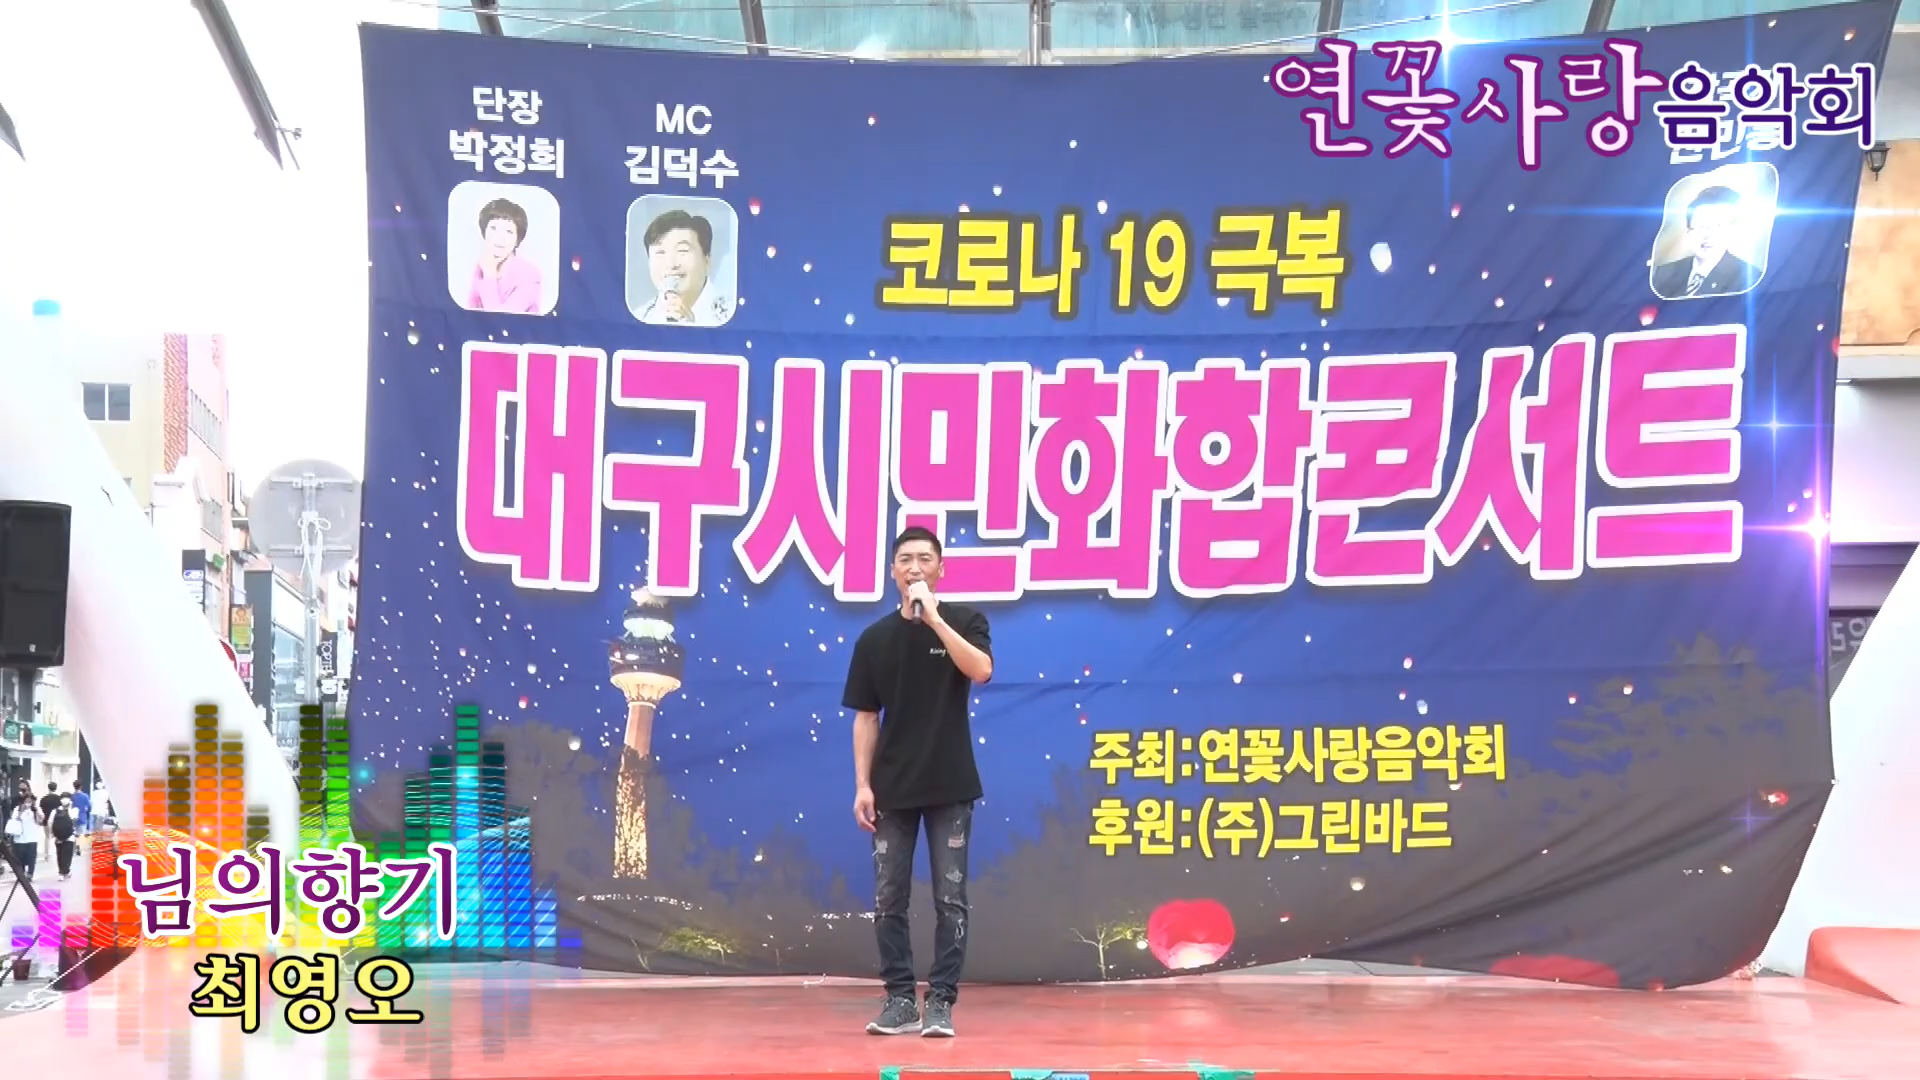 연꽃사랑음악회
단장
박정희
MC
김덕수
코로나 19 극복
대구시민화합콘서트
주최:연꽃사랑음악회
후원:(주)그린바드
님의향기
최영오